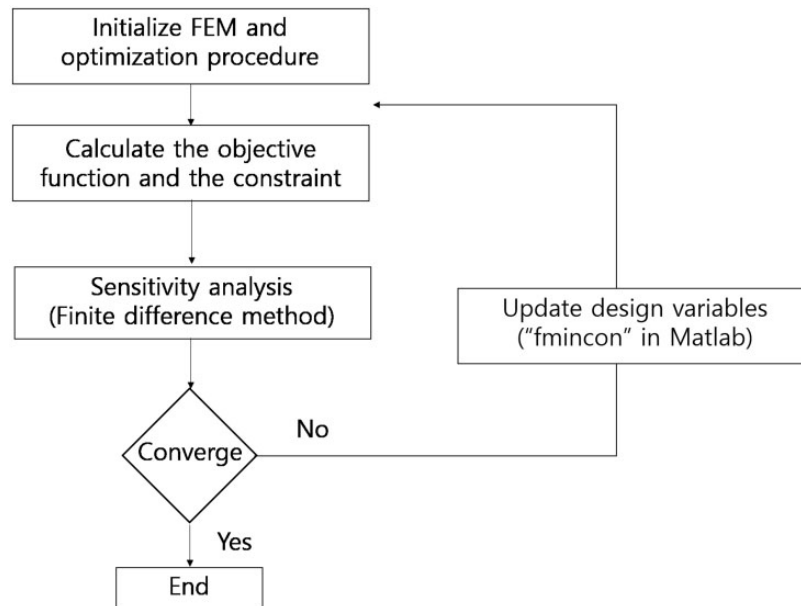 Initialize FEM and
optimization procedure
Calculate the objective
function and the constraint
Sensitivity analysis
(Finite difference method)
Update design variables
("fmincon" in Matlab)
Converge
No
Yes
End